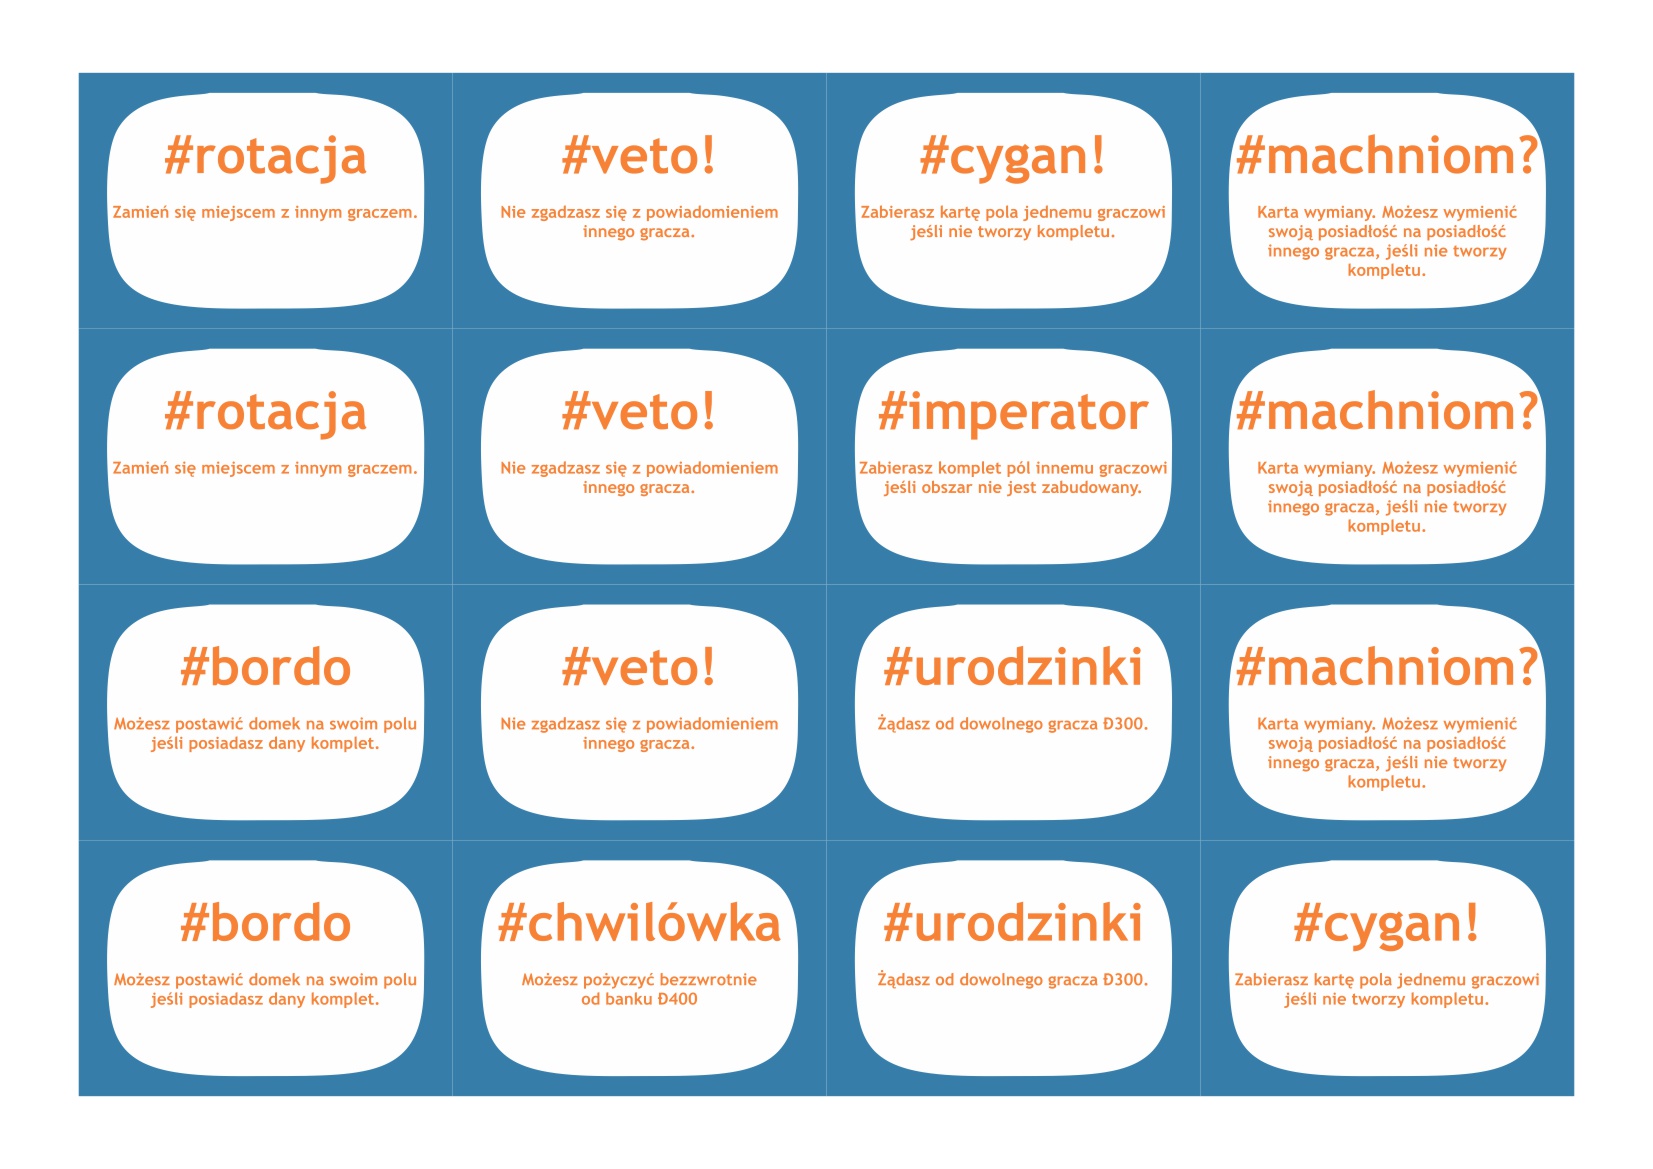 #rotacja
Zamień się miejscem z innym graczem.
#veto!
Nie zgadzasz się z powiadomieniem
innego gracza.
#cygan!
Zabierasz kartę pola jednemu graczowi
jeśli nie tworzy kompletu.
#machniom?
Karta wymiany. Możesz wymienić
swoją posiadłość na posiadłość
innego gracza, jeśli nie tworzy
kompletu.
#rotacja
Zamień się miejscem z innym graczem.
#veto!
Nie zgadzasz się z powiadomieniem
innego gracza.
#imperator
Zabierasz komplet pól innemu graczowi
jeśli obszar nie jest zabudowany.
#machniom?
Karta wymiany. Możesz wymienić
swoją posiadłość na posiadłość
innego gracza, jeśli nie tworzy
kompletu.
#bordo
Możesz postawić domek na swoim polu
jeśli posiadasz dany komplet.
#veto!
Nie zgadzasz się z powiadomieniem
innego gracza.
#urodzinki
Żądasz od dowolnego gracza Đ300.
#machniom?
Karta wymiany. Możesz wymienić
swoją posiadłość na posiadłość
innego gracza, jeśli nie tworzy
kompletu.
#bordo
Możesz postawić domek na swoim polu
jeśli posiadasz dany komplet.
#chwilówka
Możesz pożyczyć bezzwrotnie
od banku Đ400
#urodzinki
Żądasz od dowolnego gracza Đ300.
#cygan!
Zabierasz kartę pola jednemu graczowi
jeśli nie tworzy kompletu.